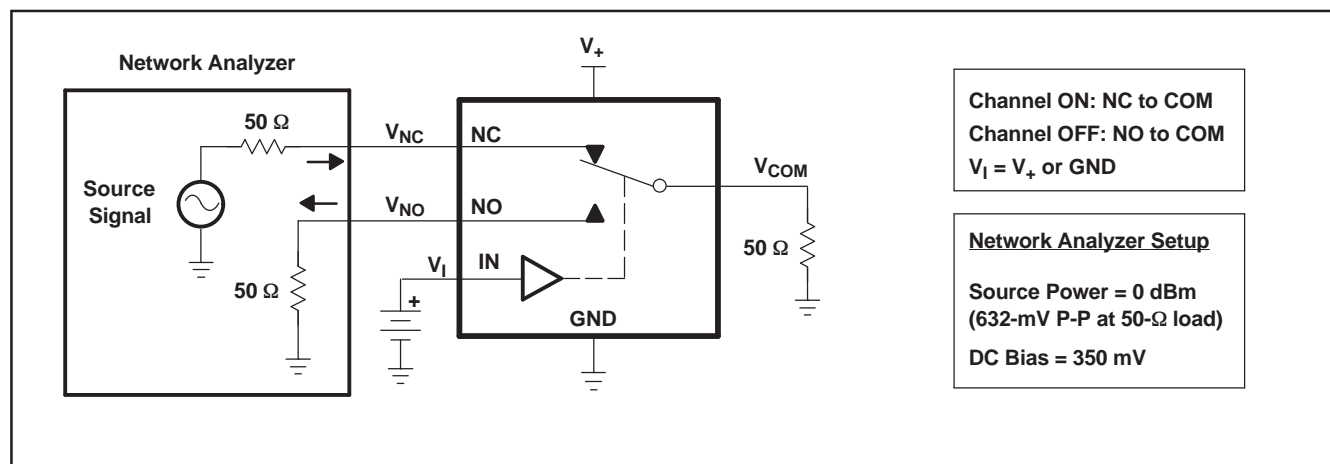 Network Analyzer
50 Ω
Source
Signal
50 Ω
V+
VNC
NC
VNO
NO
VI
IN
+
GND
VCOM
50 Ω
Channel ON: NC to COM
Channel OFF: NO to COM
VI = V+ or GND
Network Analyzer Setup
Source Power = 0 dBm
(632-mV P-P at 50-Ω load)
DC Bias = 350 mV